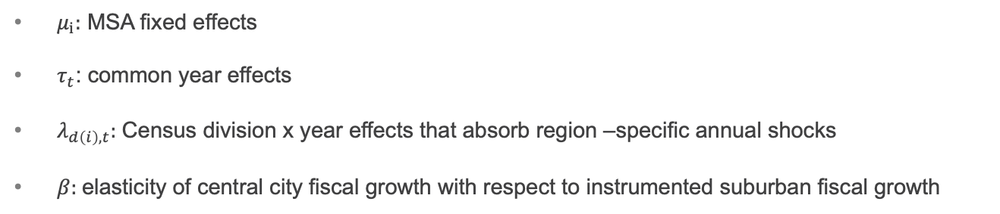 • μᵢ: MSA fixed effects
• τₜ: common year effects
• λ_{d(i),t}: Census division x year effects that absorb region –specific annual shocks
• β: elasticity of central city fiscal growth with respect to instrumented suburban fiscal growth